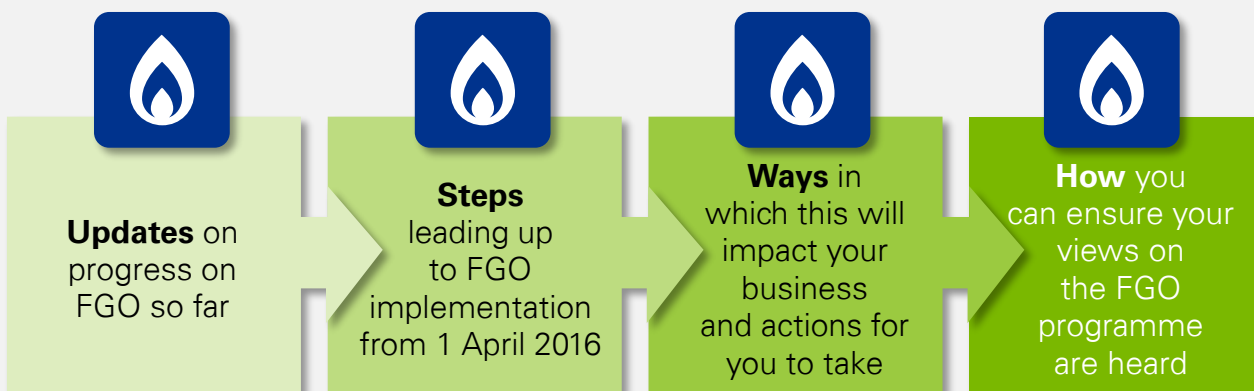 Updates on
progress on
FGO so far
Steps
leading up
to FGO
implementation
from 1 April 2016
Ways in
which this will
impact your
business
and actions for
you to take
How you
can ensure your
views on
the FGO
programme
are heard